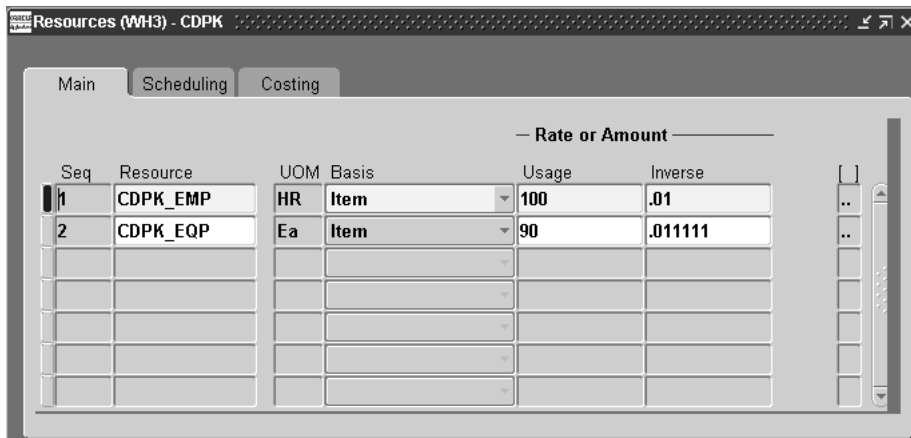 Resources (WH3) - CDPK
Main Scheduling Costing
Rate or Amount
Seq Resource UOM Basis Usage Inverse [ ]
1 CDPK_EMP HR Item 100 .01 ..
2 CDPK_EQP Ea Item 90 .011111 ..